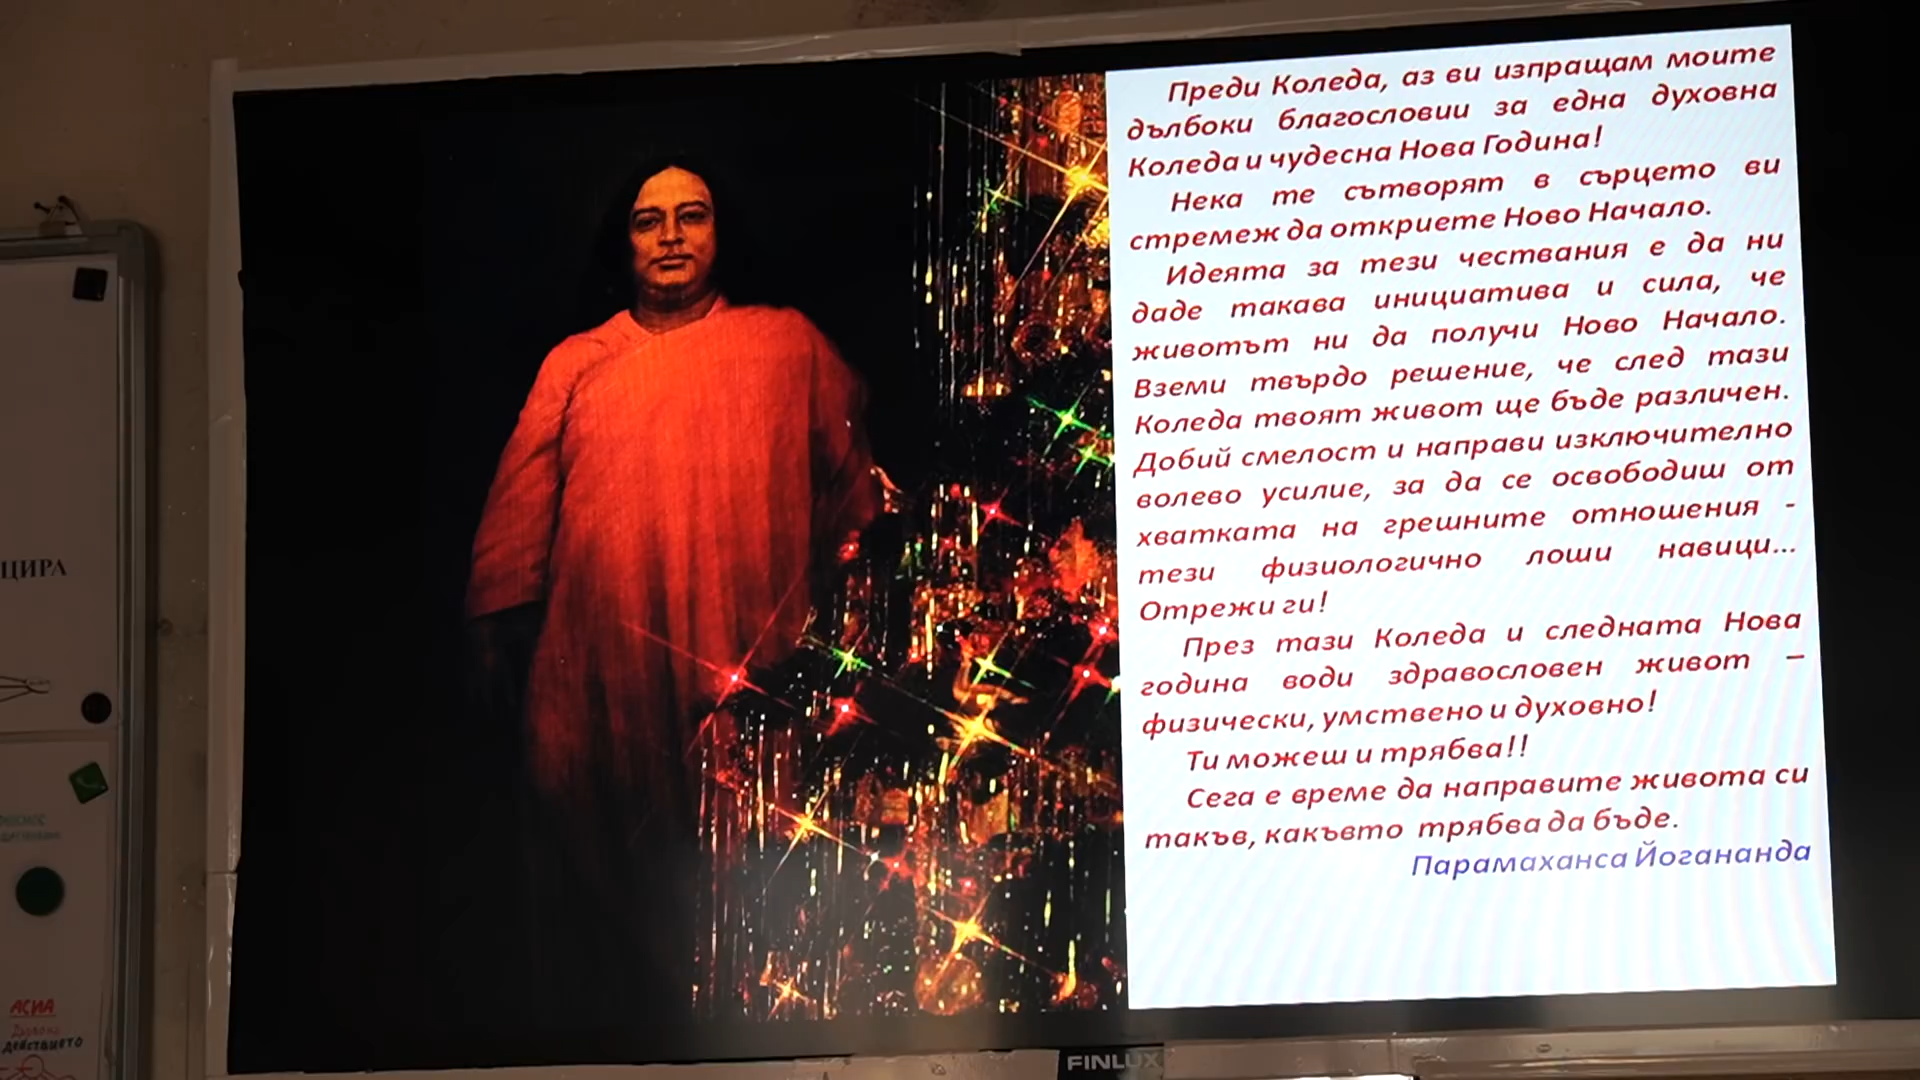 Преди Коледа, аз ви изпращам моите
дълбоки благословии за една духовна
Коледа и чудесна Нова Година!
Нека те сътворят в сърцето ви
стремеж да откриете Ново Начало.
Идеята за тези чествания е да ни
даде такава инициатива и сила, че
животът ни да получи Ново Начало.
Вземи твърдо решение, че след тази
Коледа твоят живот ще бъде различен.
Добий смелост и направи изключително
волево усилие, за да се освободиш от
хватката на грешните отношения -
тези физиологично лоши навици...
Отрежи ги!
През тази Коледа и следната Нова
година води здравословен живот –
физически, умствено и духовно!
Ти можеш и трябва!!
Сега е време да направите живота си
такъв, какъвто трябва да бъде.
Парамаханса Йогананда
FINLUX
ЦИРА
АСИА
действието